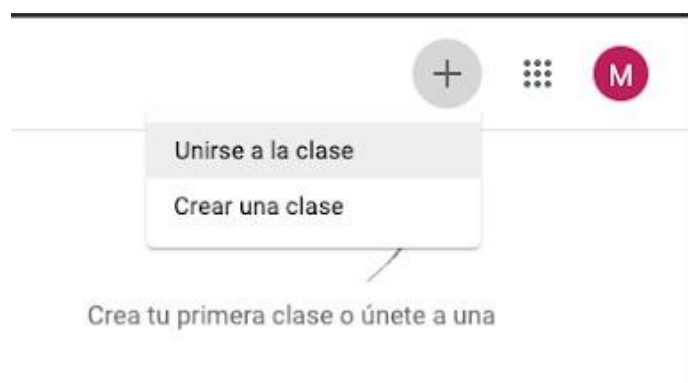 M
Unirse a la clase
Crear una clase
Crea tu primera clase o únete a una